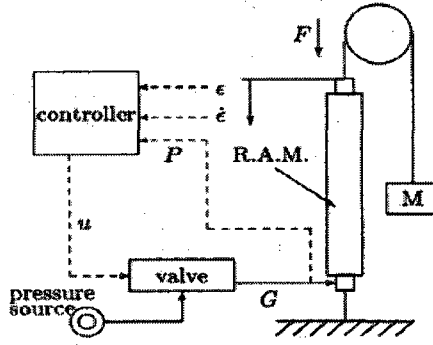 F
ϵ
controller
ϵ̇
P
R.A.M.
M
u
valve
G
pressure
source